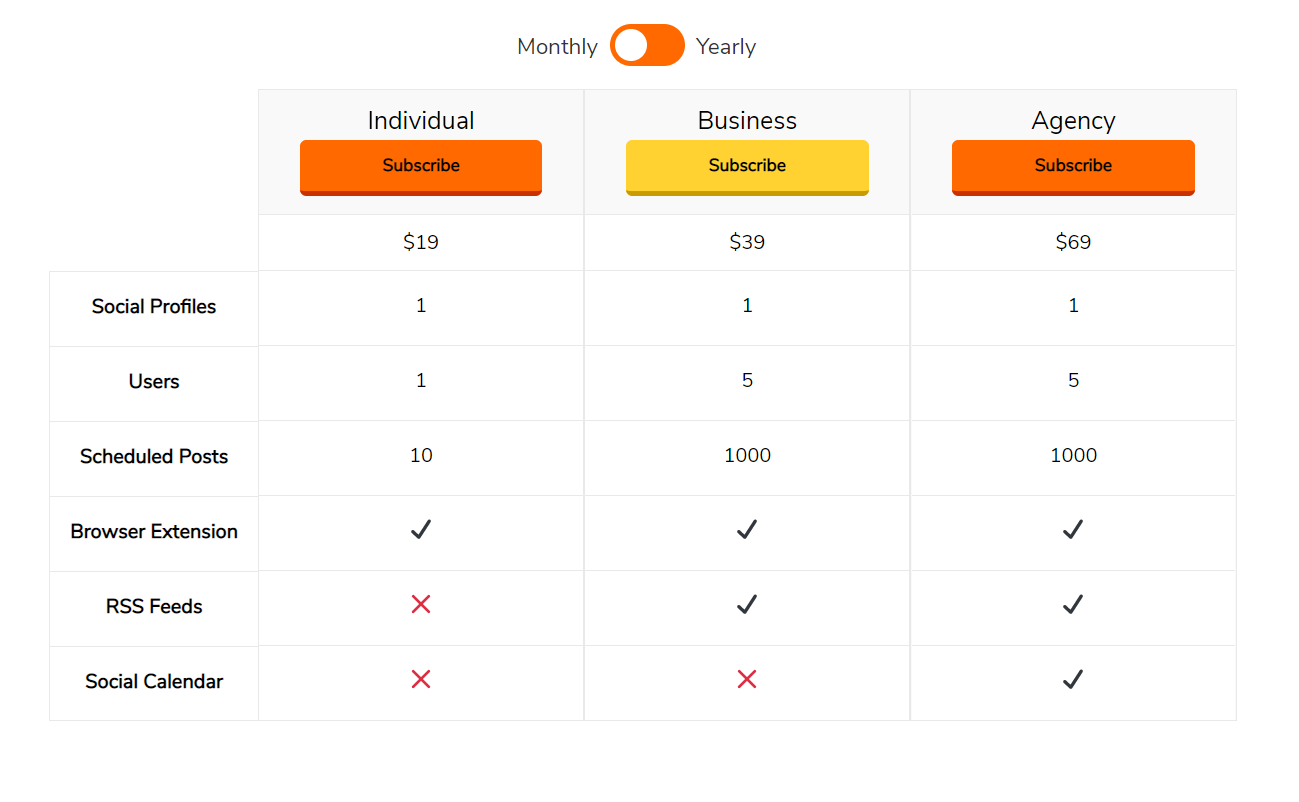 Monthly Yearly
Individual Business Agency
Subscribe Subscribe Subscribe
$19 $39 $69
Social Profiles 1 1 1
Users 1 5 5
Scheduled Posts 10 1000 1000
Browser Extension
RSS Feeds
Social Calendar